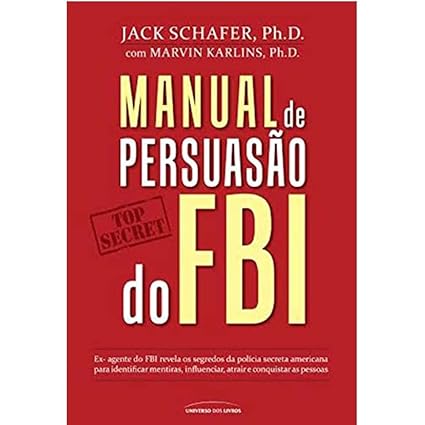 JACK SCHAFER, Ph.D.
com MARVIN KARLINS, Ph.D.
MANUAL de
PERSUASÃO
TOP
SECRET
do FBI
Ex- agente do FBI revela os segredos da polícia secreta americana
para identificar mentiras, influenciar, atrair e conquistar as pessoas
UNIVERSO DOS LIVROS